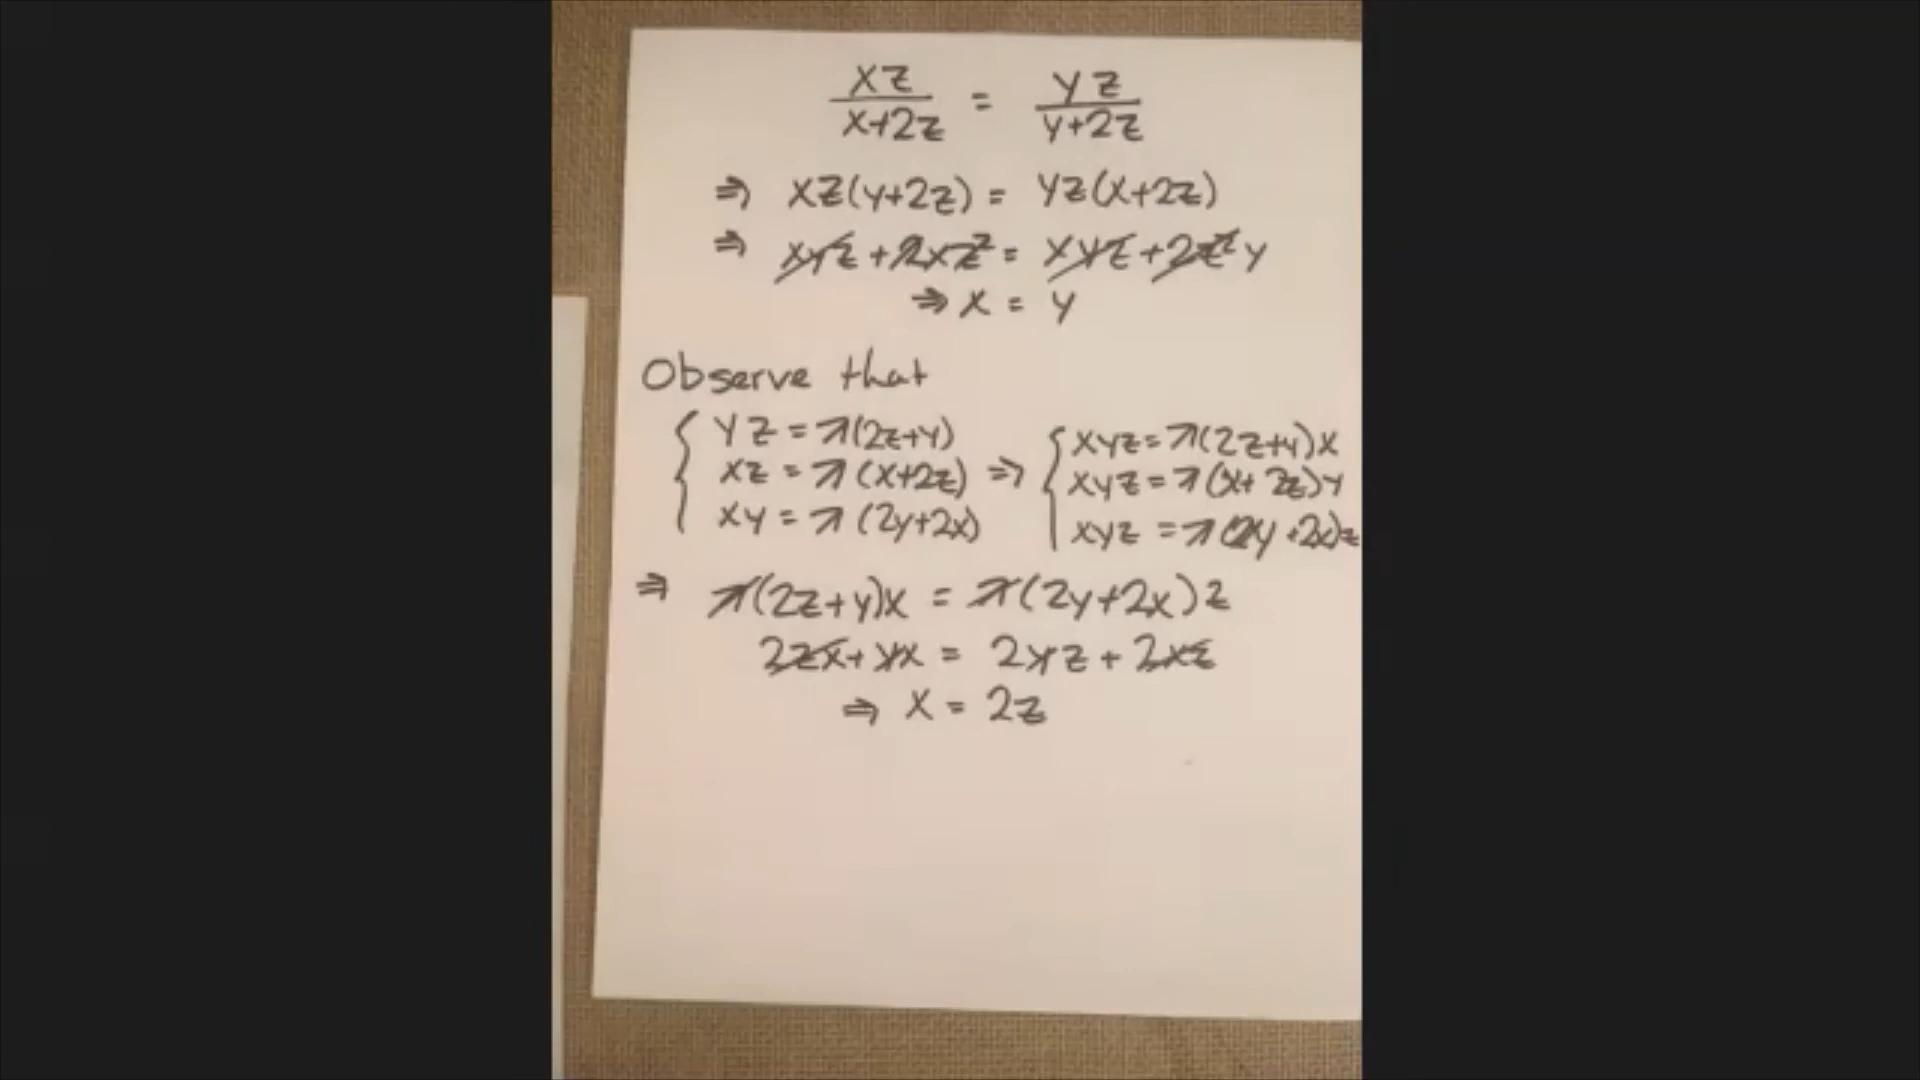 xz/(x+2z) = yz/(y+2z)
⇒ xz(y+2z) = yz(x+2z)
⇒ xyz + 2xz² = xyz + 2z²y
⇒ x = y
Observe that
{ yz = λ(2z+y) ⇒ { xyz = λ(2z+y)x
xz = λ(x+2z) xyz = λ(x+2z)y
xy = λ(2y+2x) xyz = λ(2y+2x)z
⇒ λ(2z+y)x = λ(2y+2x)z
2zx + yx = 2yz + 2xz
⇒ x = 2z